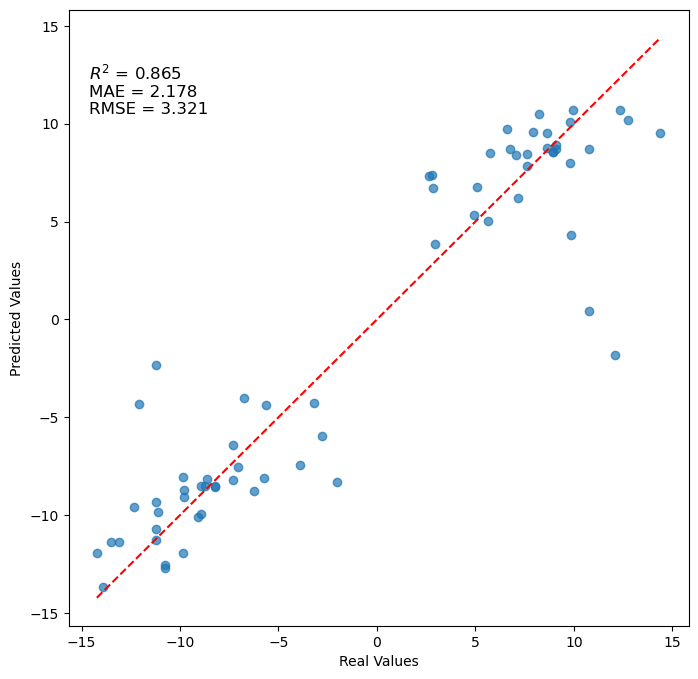 R² = 0.865
MAE = 2.178
RMSE = 3.321
15
10
5
0
−5
−10
−15
Predicted Values
−15
−10
−5
0
5
10
15
Real Values